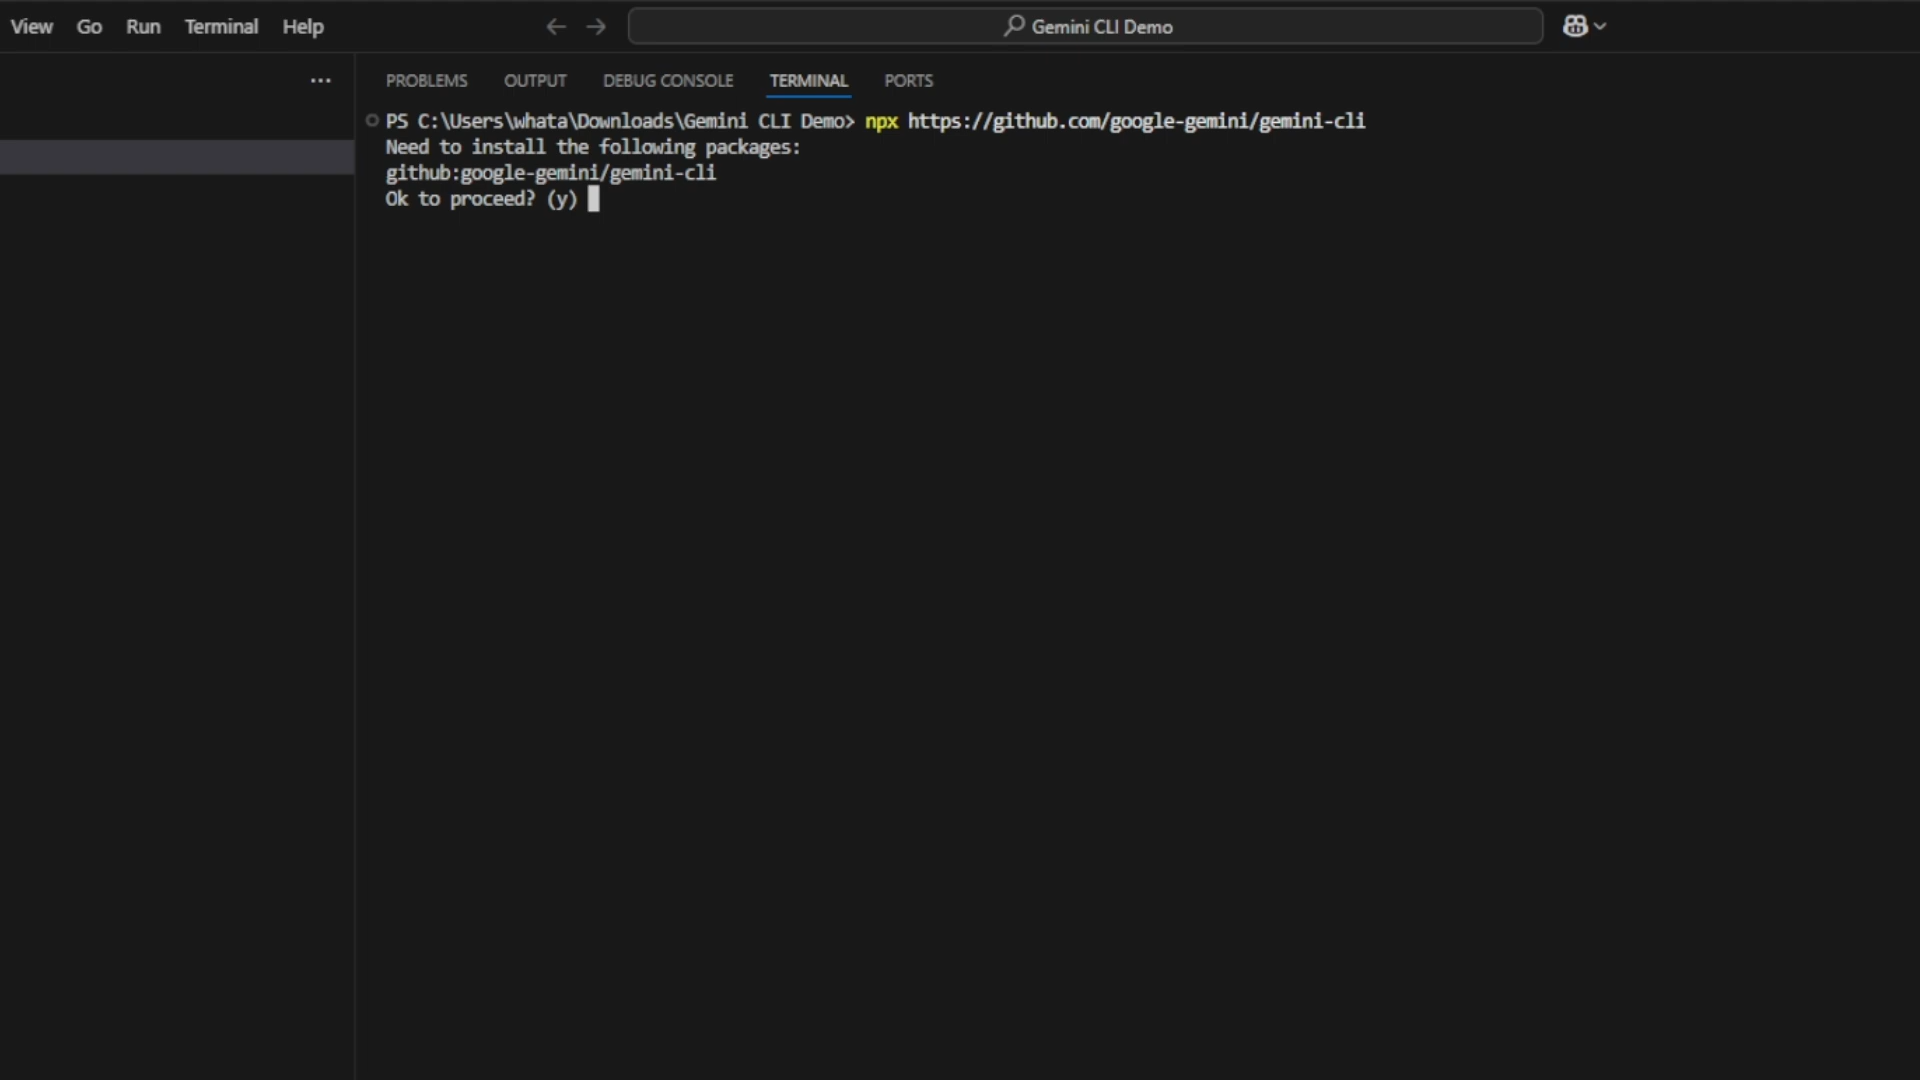 View Go Run Terminal Help
Gemini CLI Demo
PROBLEMS OUTPUT DEBUG CONSOLE TERMINAL PORTS
PS C:\Users\whata\Downloads\Gemini CLI Demo> npx https://github.com/google-gemini/gemini-cli
Need to install the following packages:
github:google-gemini/gemini-cli
Ok to proceed? (y)